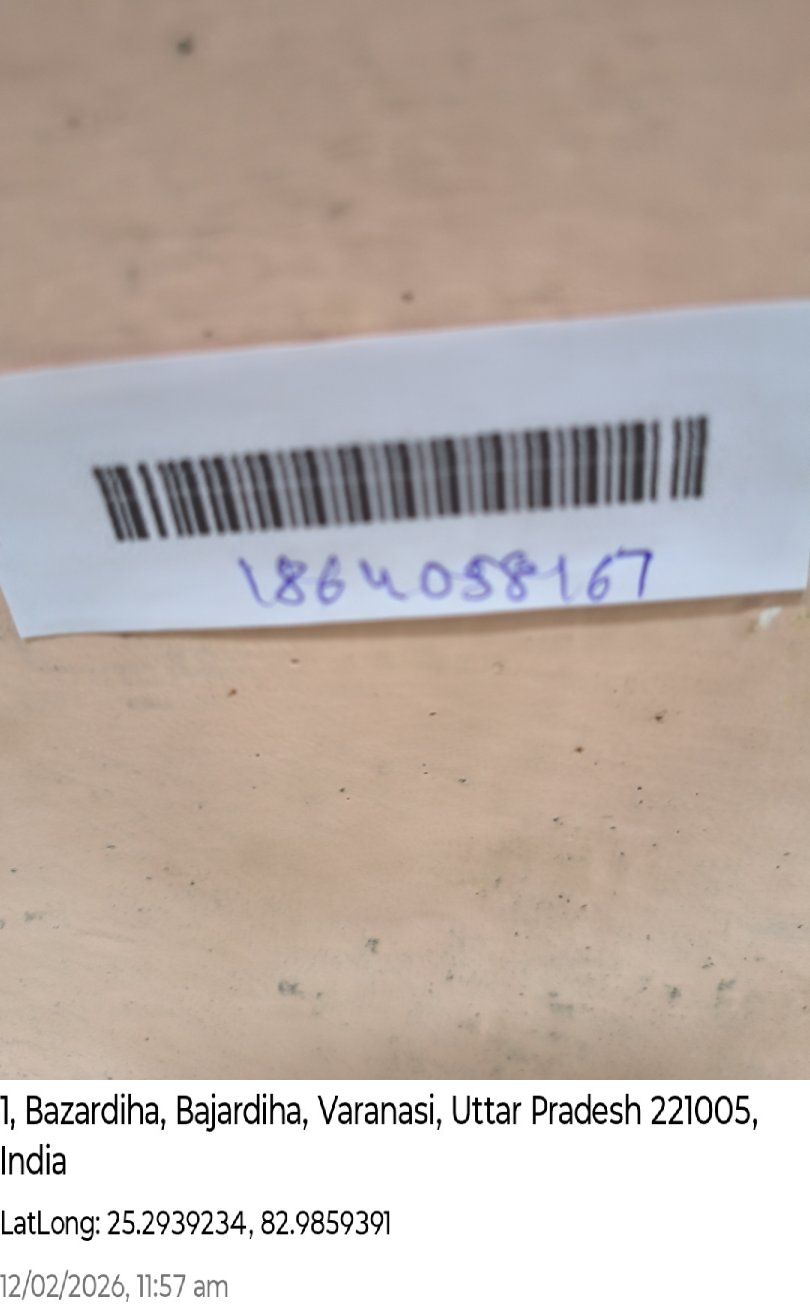 1864058167
1, Bazardiha, Bajardiha, Varanasi, Uttar Pradesh 221005,
India
LatLong: 25.2939234, 82.9859391
12/02/2026, 11:57 am